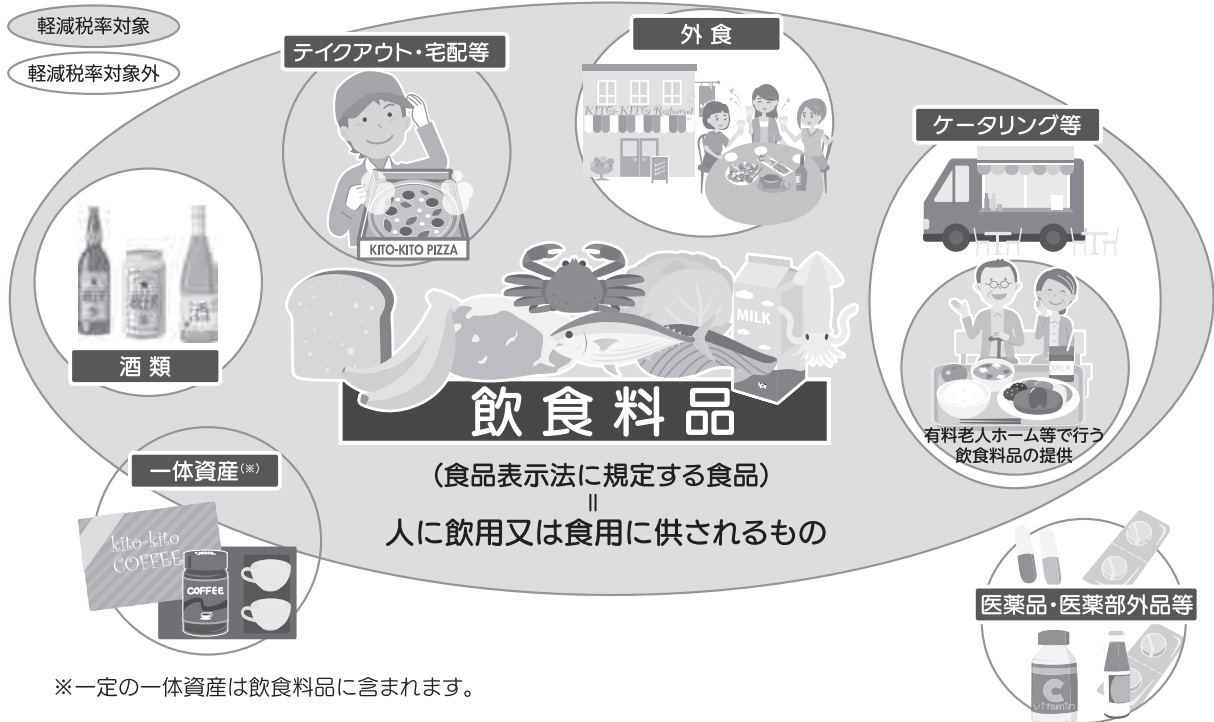 軽減税率対象
軽減税率対象外
テイクアウト・宅配等
KITO-KITO PIZZA
外食
KITO-KITO Restaurant
ケータリング等
BEER
酒
酒類
MILK
飲食料品
MILK
有料老人ホーム等で行う
飲食料品の提供
(食品表示法に規定する食品)
=
人に飲用又は食用に供されるもの
一体資産(※)
kito-kito
COFFEE
COFFEE
医薬品・医薬部外品等
C
vitamin
※一定の一体資産は飲食料品に含まれます。